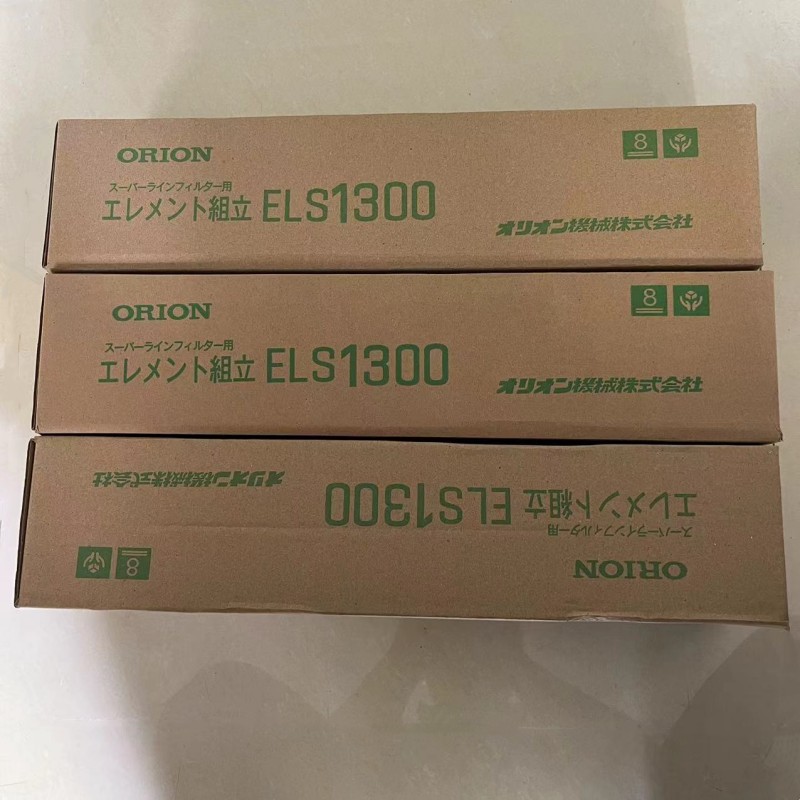 ORION
8
スーパーラインフィルター用
エレメント組立 ELS1300
オリオン機械株式会社
ORION
8
スーパーラインフィルター用
エレメント組立 ELS1300
オリオン機械株式会社
ORION
8
スーパーラインフィルター用
エレメント組立 ELS1300
オリオン機械株式会社